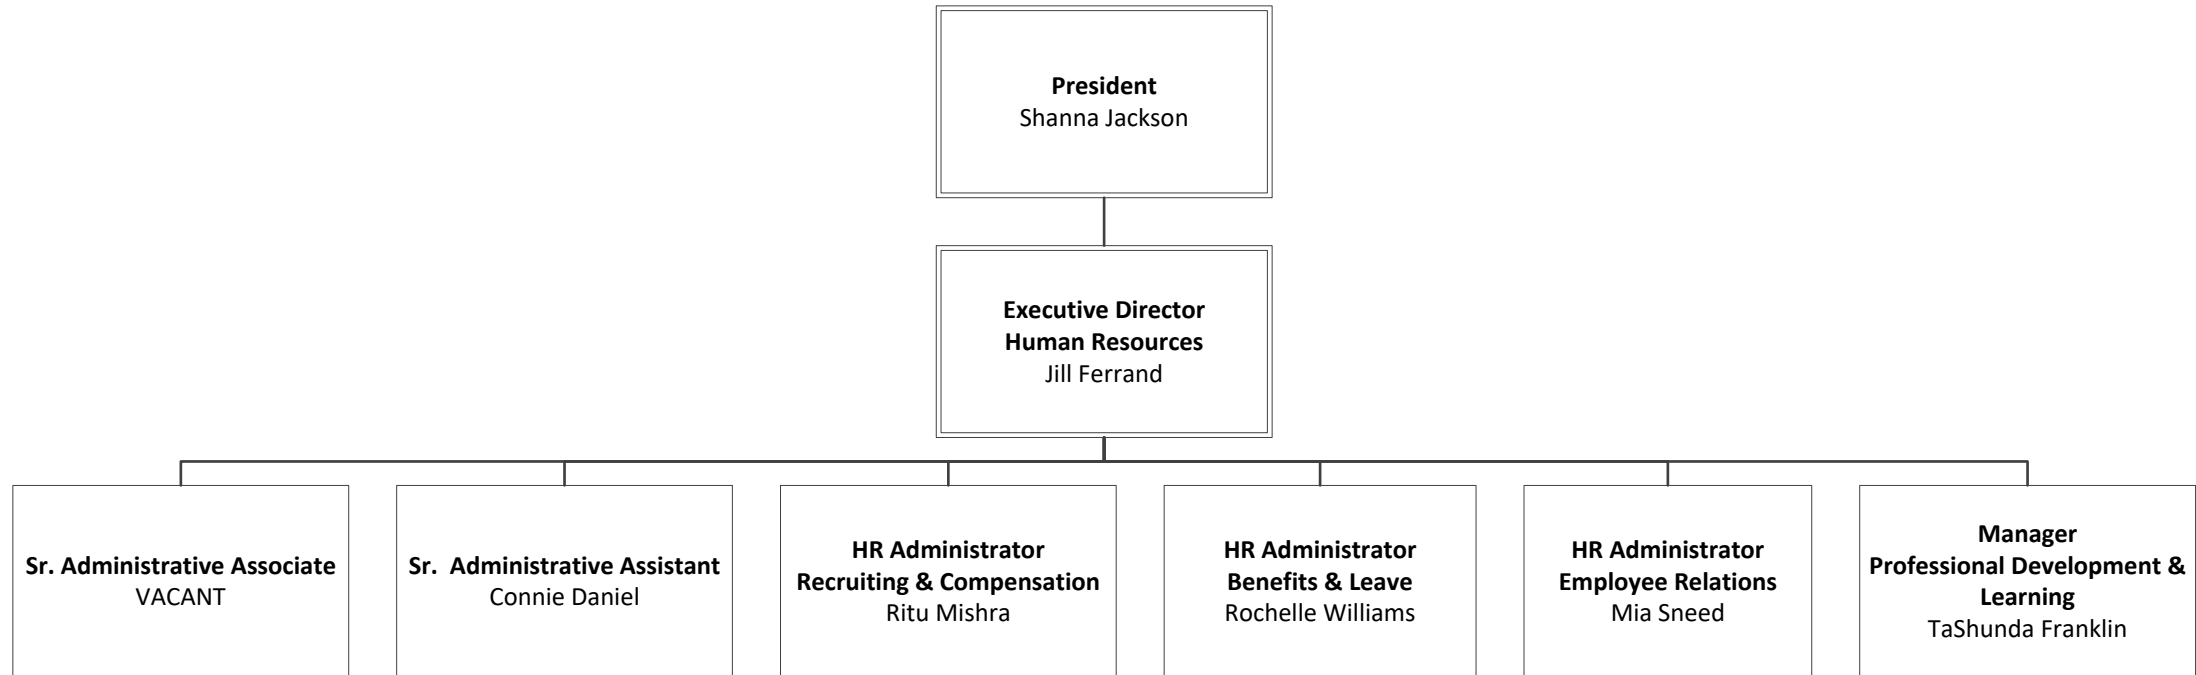 President
Shanna Jackson
Executive Director
Human Resources
Jill Ferrand
Sr. Administrative Associate
VACANT
Sr.  Administrative Assistant
Connie Daniel
HR Administrator
Recruiting & Compensation
Ritu Mishra
HR Administrator
Benefits & Leave
Rochelle Williams
HR Administrator
Employee Relations
Mia Sneed
Manager
Professional Development &
Learning
TaShunda Franklin